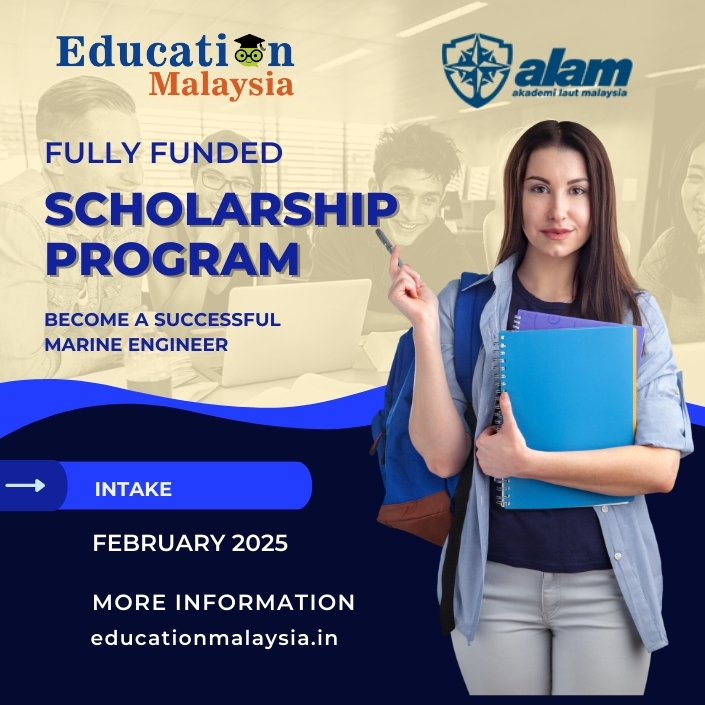 Education
Malaysia
alam
akademi laut malaysia
FULLY FUNDED
SCHOLARSHIP
PROGRAM
BECOME A SUCCESSFUL
MARINE ENGINEER
INTAKE
FEBRUARY 2025
MORE INFORMATION
educationmalaysia.in